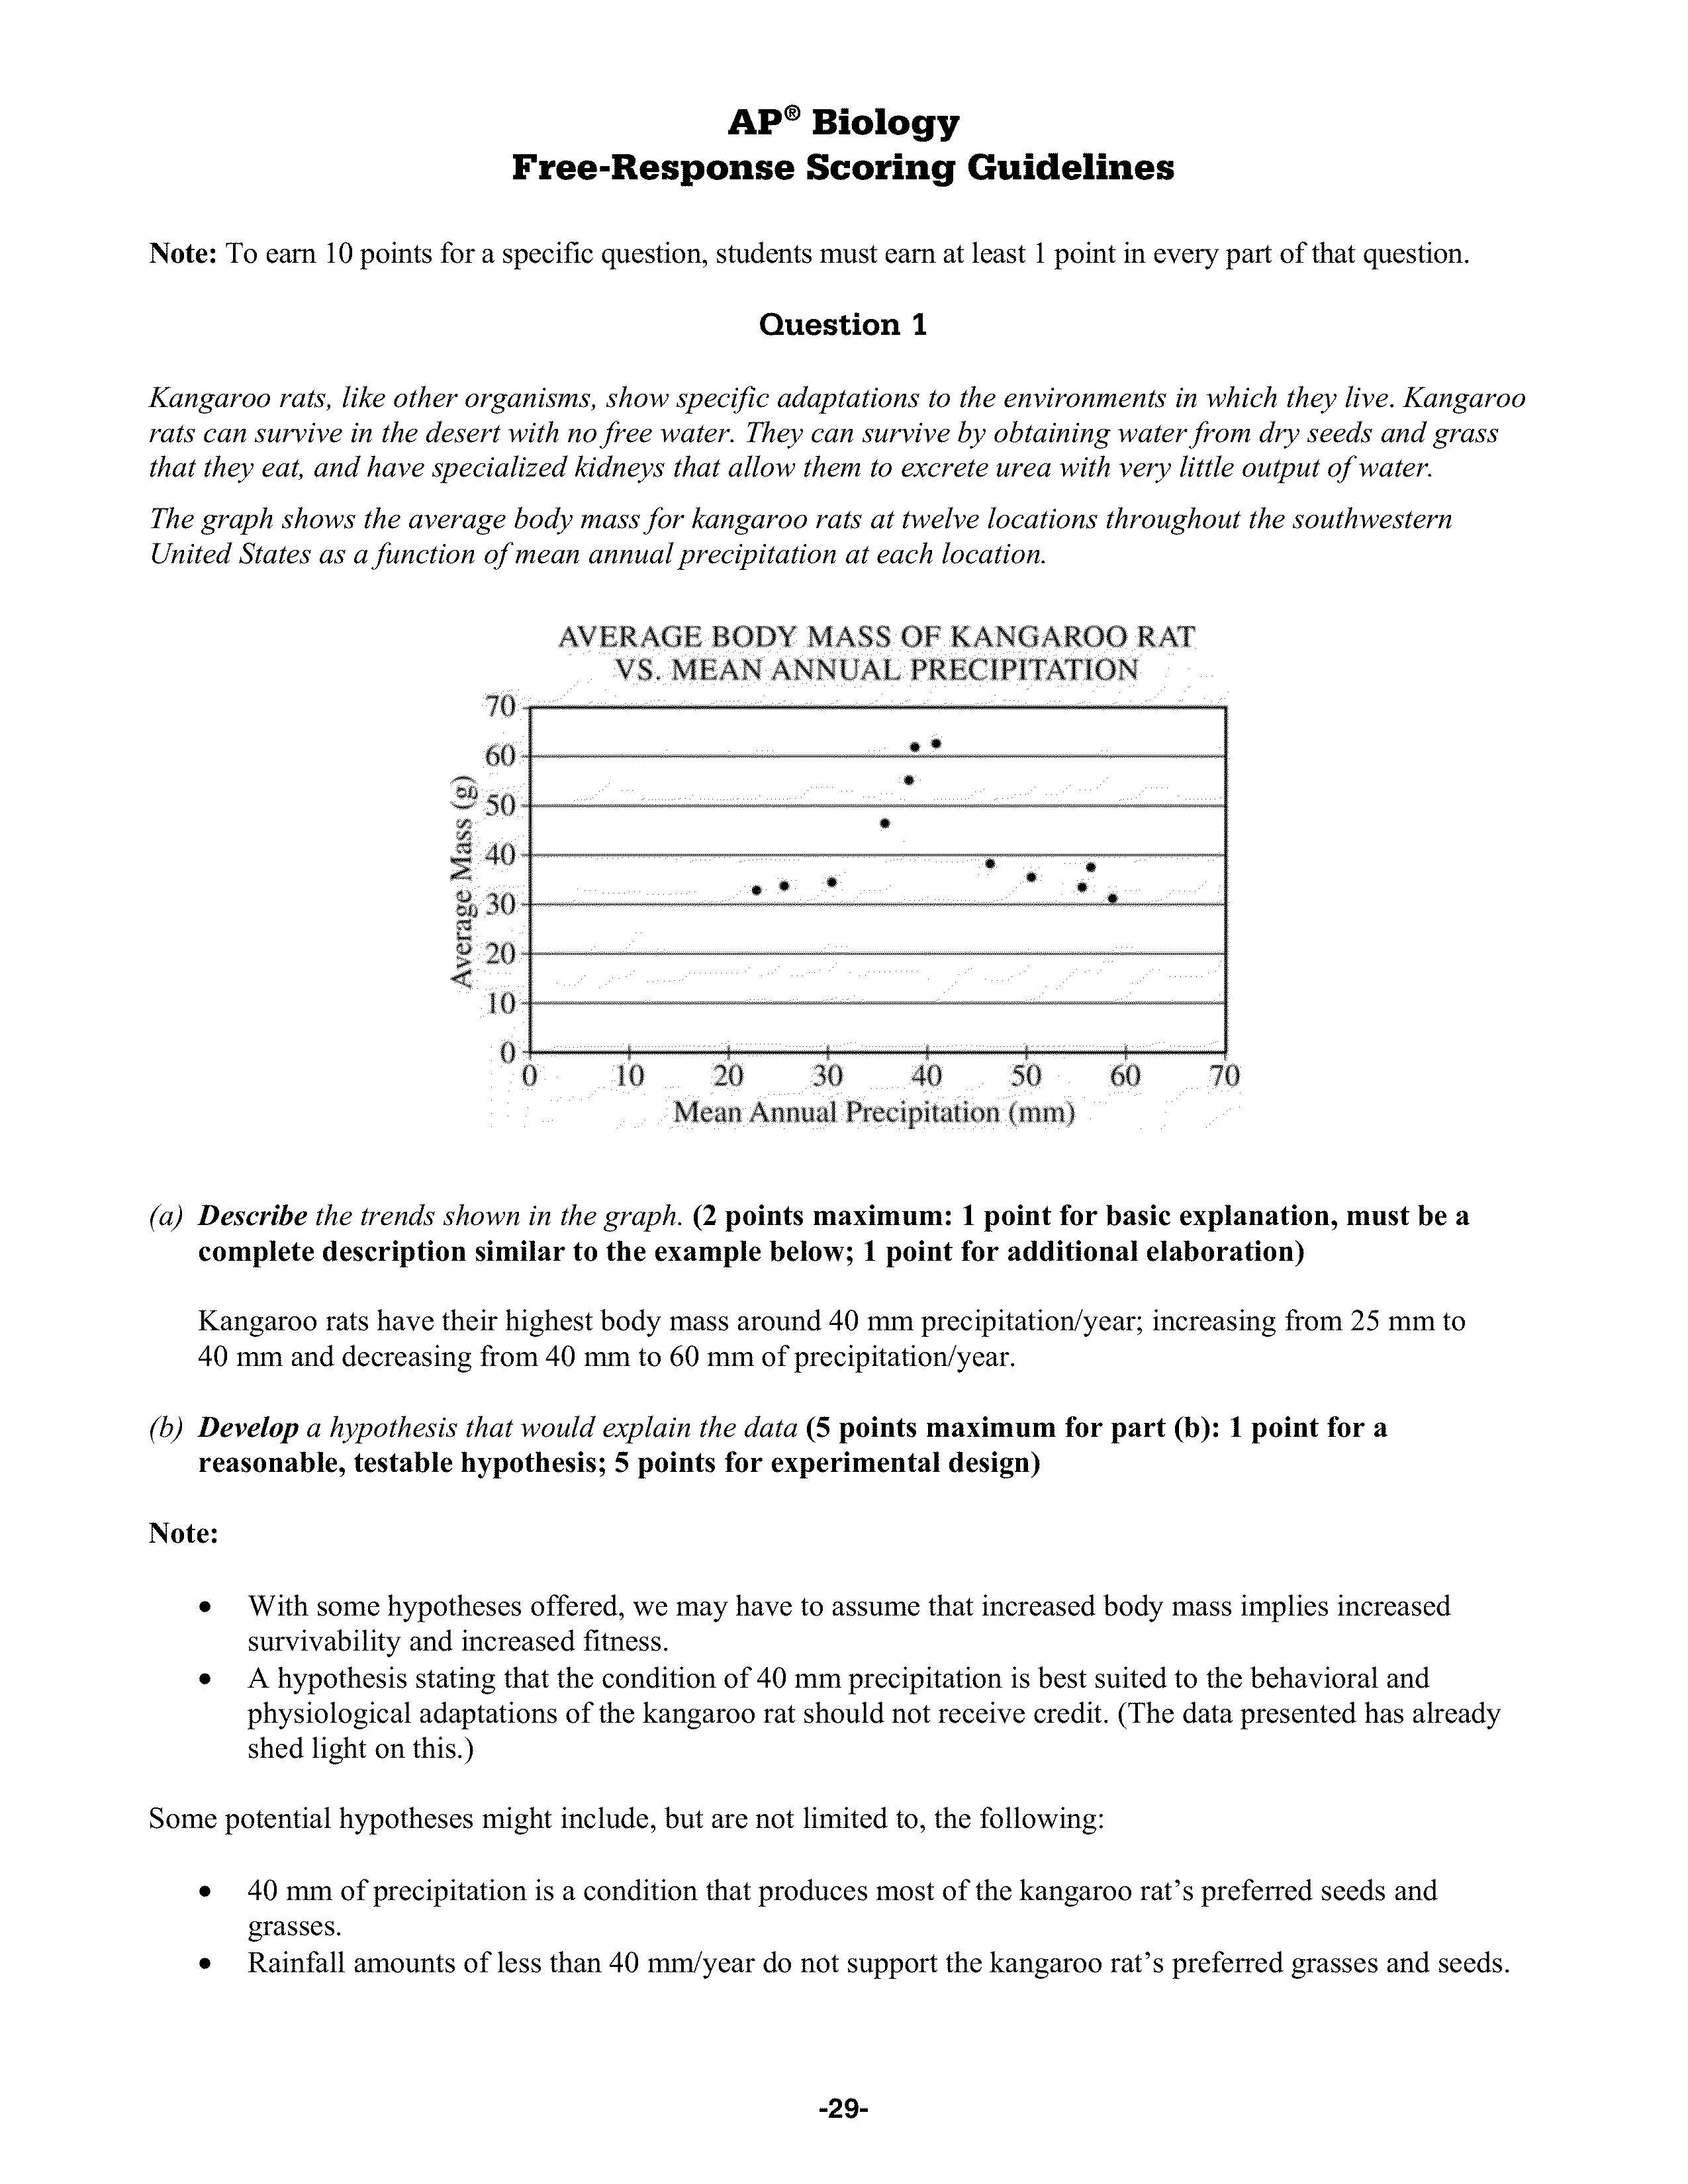 AP® Biology
Free-Response Scoring Guidelines
Note: To earn 10 points for a specific question, students must earn at least 1 point in every part of that question.
Question 1
Kangaroo rats, like other organisms, show specific adaptations to the environments in which they live. Kangaroo
rats can survive in the desert with no free water. They can survive by obtaining water from dry seeds and grass
that they eat, and have specialized kidneys that allow them to excrete urea with very little output of water.
The graph shows the average body mass for kangaroo rats at twelve locations throughout the southwestern
United States as a function of mean annual precipitation at each location.
AVERAGE BODY MASS OF KANGAROO RAT
VS. MEAN ANNUAL PRECIPITATION
Average Mass (g)
70
60
50
40
30
20
10
0
0 10 20 30 40 50 60 70
Mean Annual Precipitation (mm)
(a) Describe the trends shown in the graph. (2 points maximum: 1 point for basic explanation, must be a
complete description similar to the example below; 1 point for additional elaboration)
Kangaroo rats have their highest body mass around 40 mm precipitation/year; increasing from 25 mm to
40 mm and decreasing from 40 mm to 60 mm of precipitation/year.
(b) Develop a hypothesis that would explain the data (5 points maximum for part (b): 1 point for a
reasonable, testable hypothesis; 5 points for experimental design)
Note:
• With some hypotheses offered, we may have to assume that increased body mass implies increased
survivability and increased fitness.
• A hypothesis stating that the condition of 40 mm precipitation is best suited to the behavioral and
physiological adaptations of the kangaroo rat should not receive credit. (The data presented has already
shed light on this.)
Some potential hypotheses might include, but are not limited to, the following:
• 40 mm of precipitation is a condition that produces most of the kangaroo rat's preferred seeds and
grasses.
• Rainfall amounts of less than 40 mm/year do not support the kangaroo rat's preferred grasses and seeds.
-29-